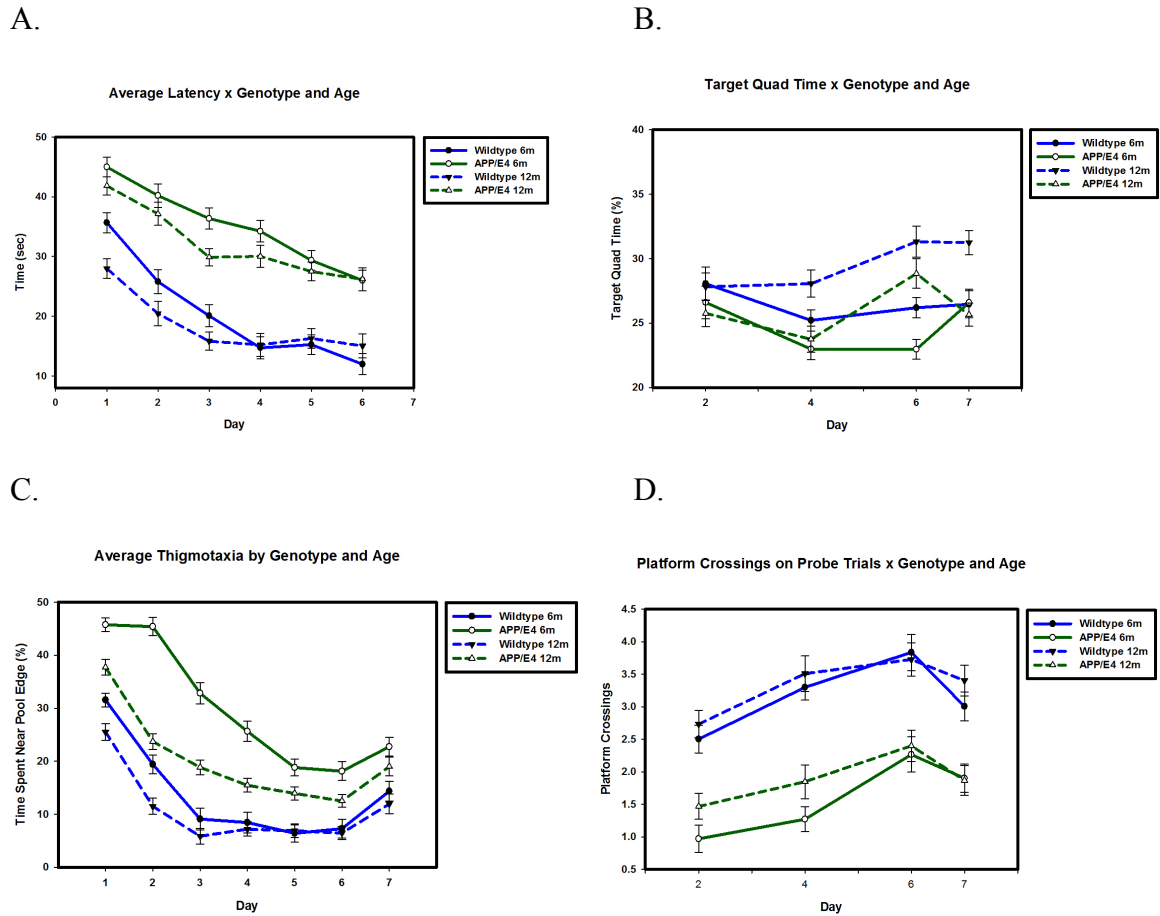 A.
B.
Average Latency x Genotype and Age
Target Quad Time x Genotype and Age
50
40
30
20
10
0
1
2
3
4
5
6
7
Time (sec)
Day
Wildtype 6m
APP/E4 6m
Wildtype 12m
APP/E4 12m
40
35
30
25
20
2
4
6
7
Target Quad Time (%)
Day
Wildtype 6m
APP/E4 6m
Wildtype 12m
APP/E4 12m
C.
D.
Average Thigmotaxia by Genotype and Age
Platform Crossings on Probe Trials x Genotype and Age
50
40
30
20
10
0
1
2
3
4
5
6
7
Time Spent Near Pool Edge (%)
Day
Wildtype 6m
APP/E4 6m
Wildtype 12m
APP/E4 12m
4.5
4.0
3.5
3.0
2.5
2.0
1.5
1.0
0.5
2
4
6
7
Platform Crossings
Day
Wildtype 6m
APP/E4 6m
Wildtype 12m
APP/E4 12m